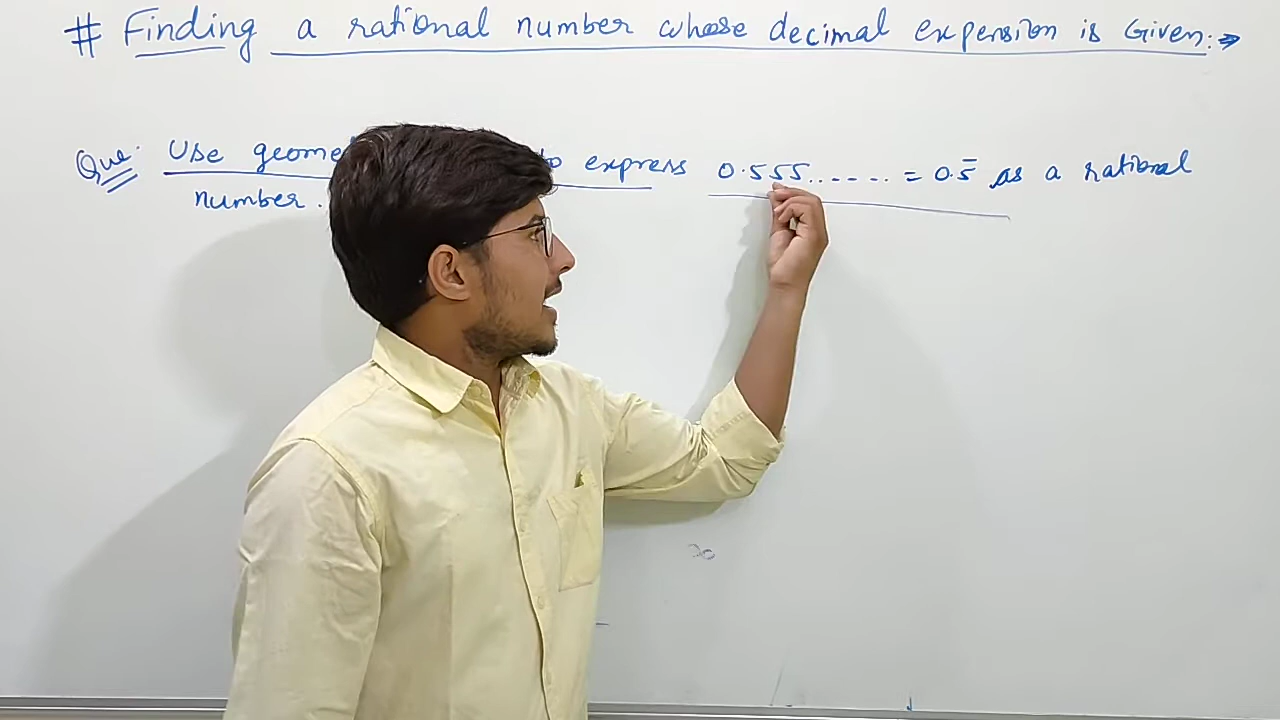 # Finding a rational number whose decimal expension is Given:→
Que. Use to express 0.555....... = 0.5̄ as a rational
number.